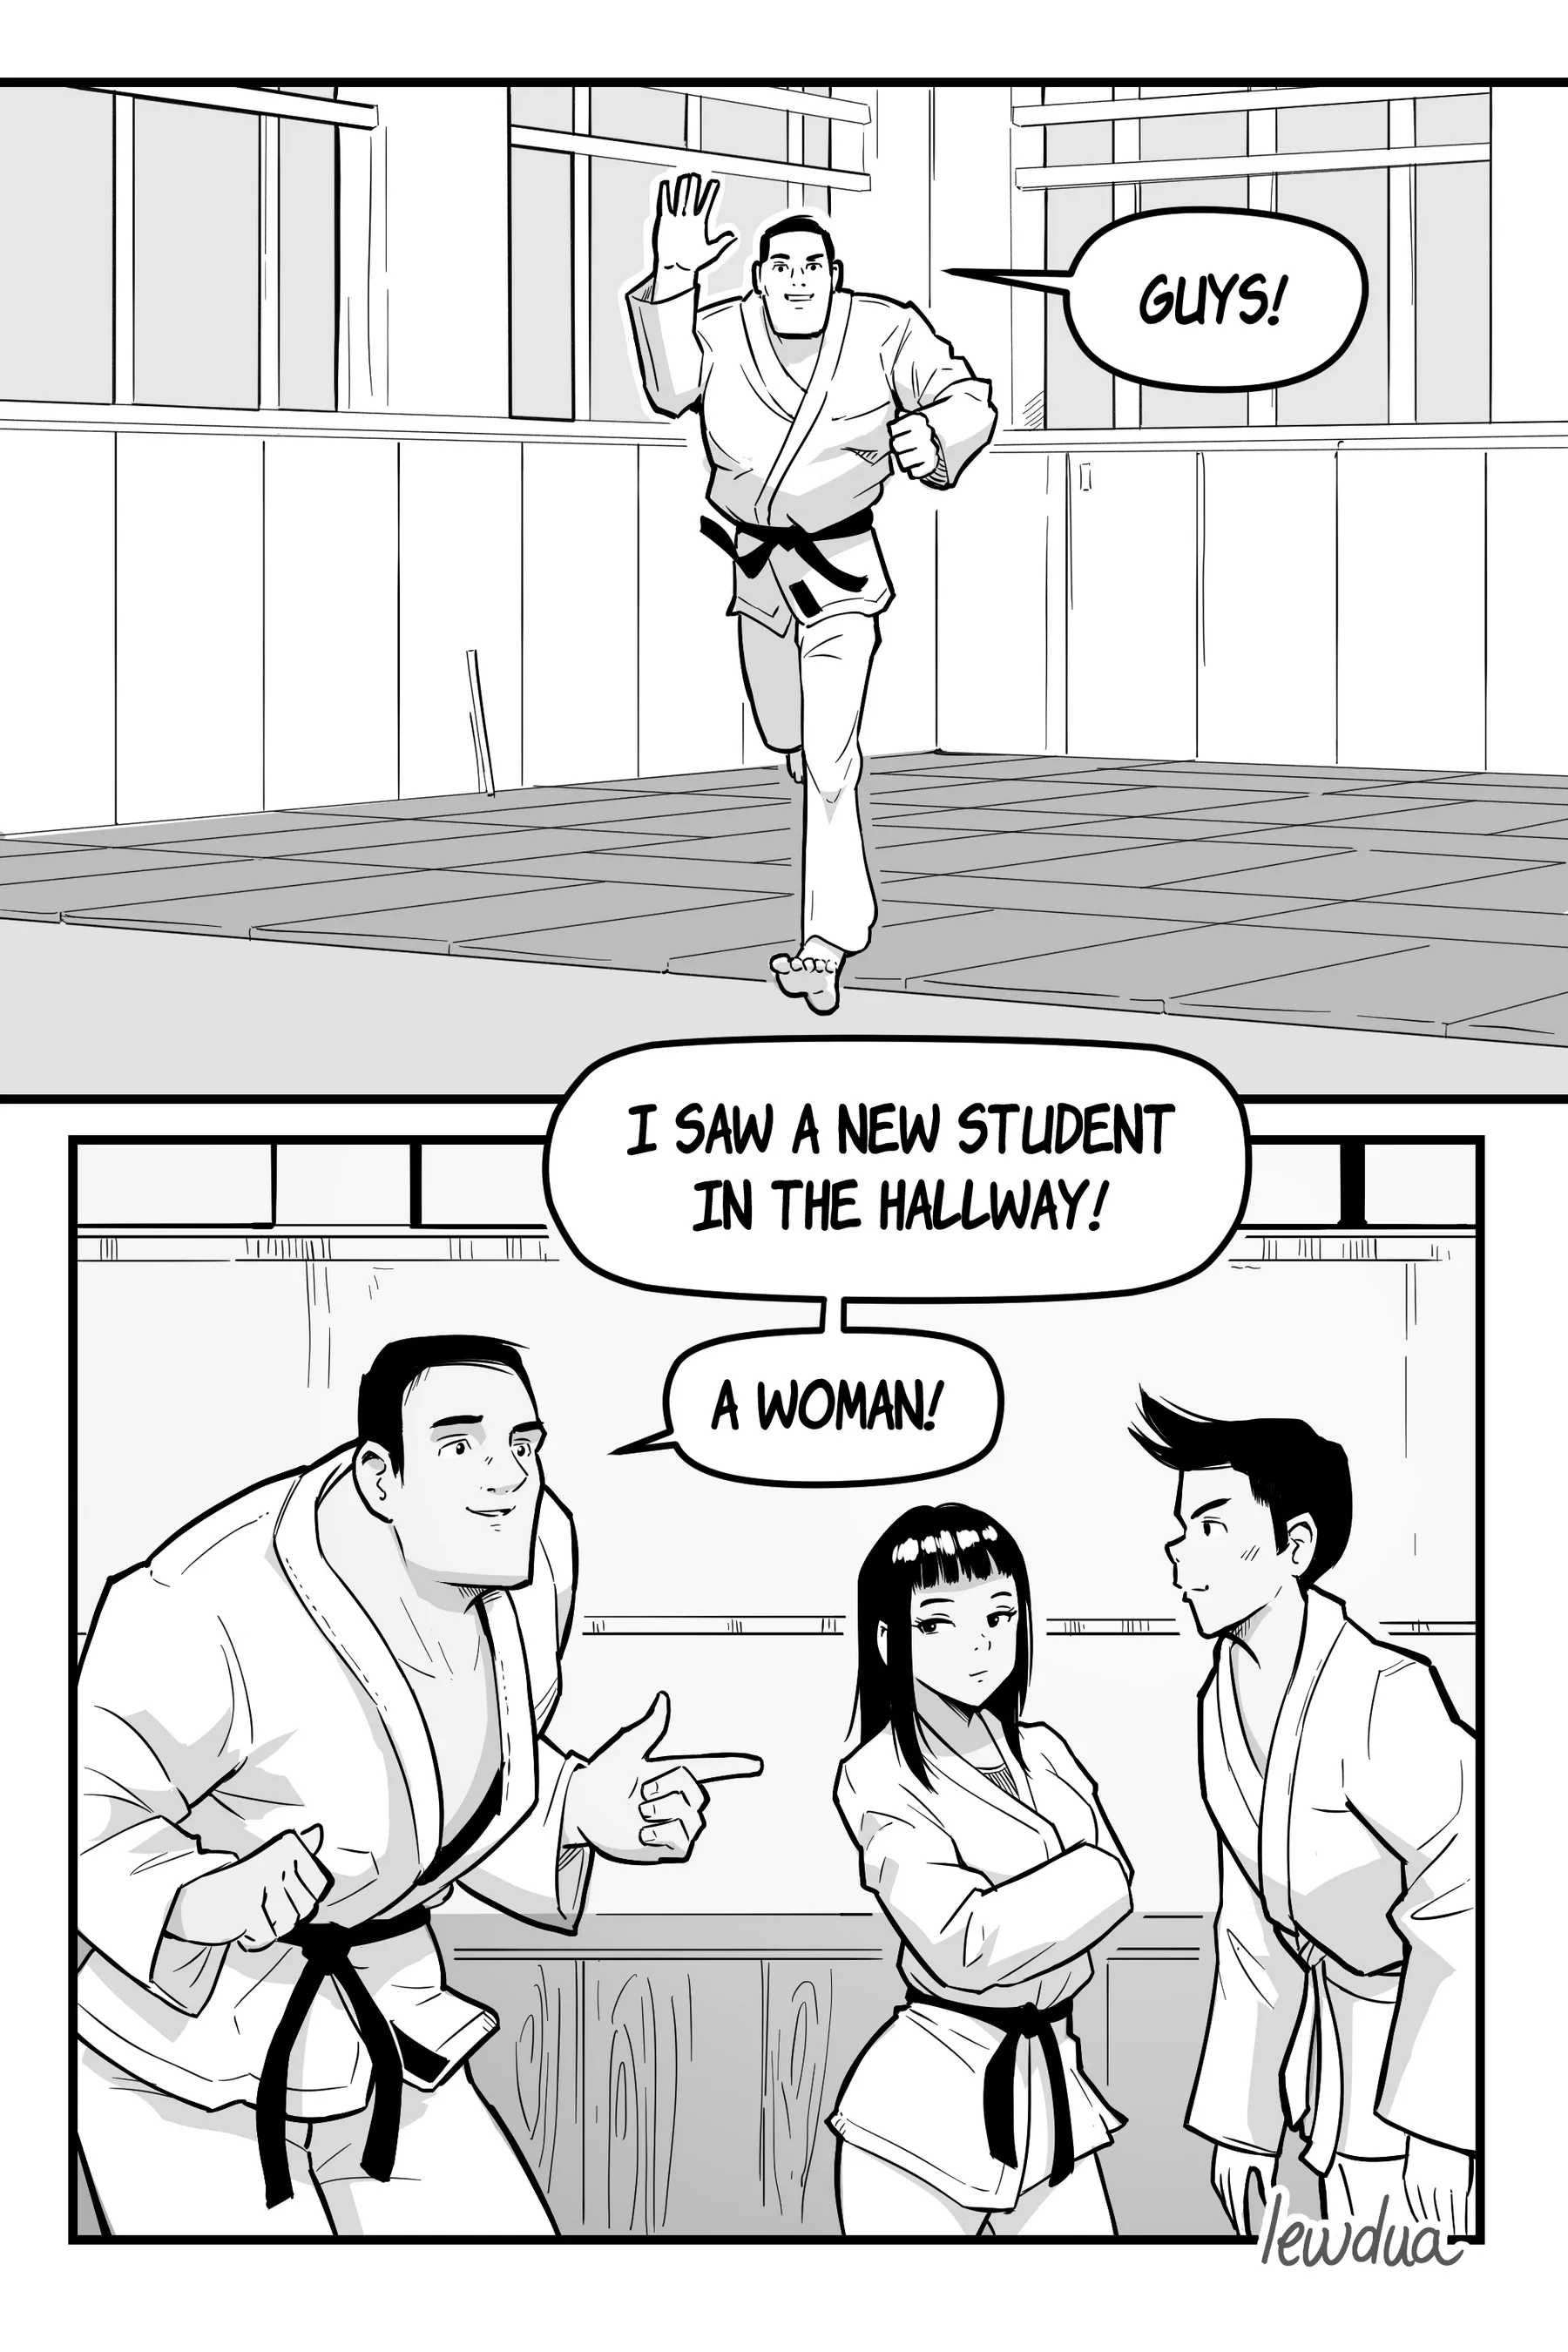 GUYS!
I SAW A NEW STUDENT
IN THE HALLWAY!
A WOMAN!
lewdua